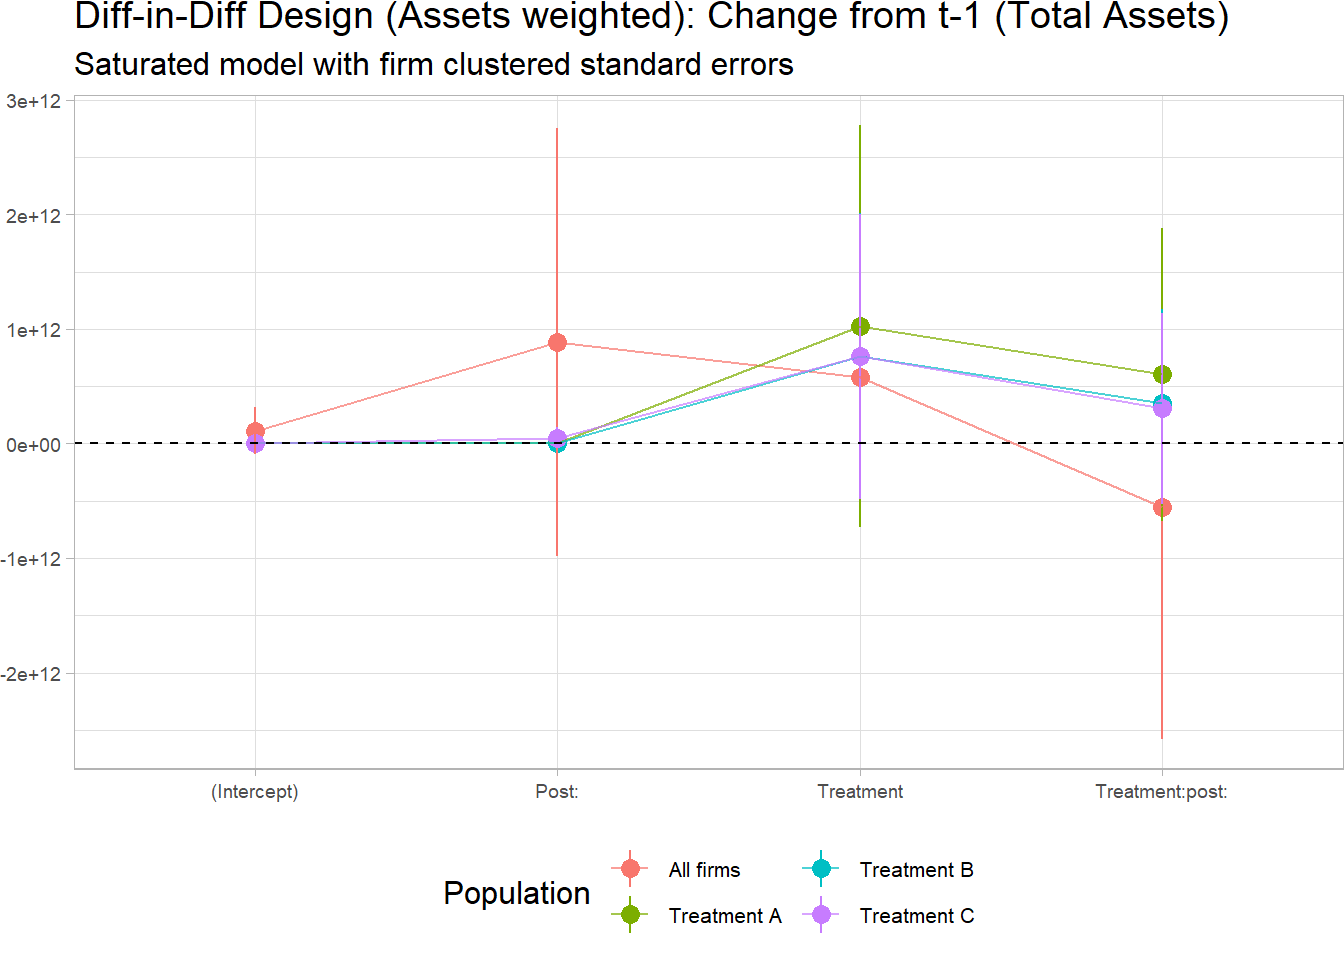 Diff-in-Diff Design (Assets weighted): Change from t-1 (Total Assets)
Saturated model with firm clustered standard errors
3e+12
2e+12
1e+12
0e+00
-1e+12
-2e+12
(Intercept)
Post:
Treatment
Treatment:post:
Population
All firms
Treatment A
Treatment B
Treatment C